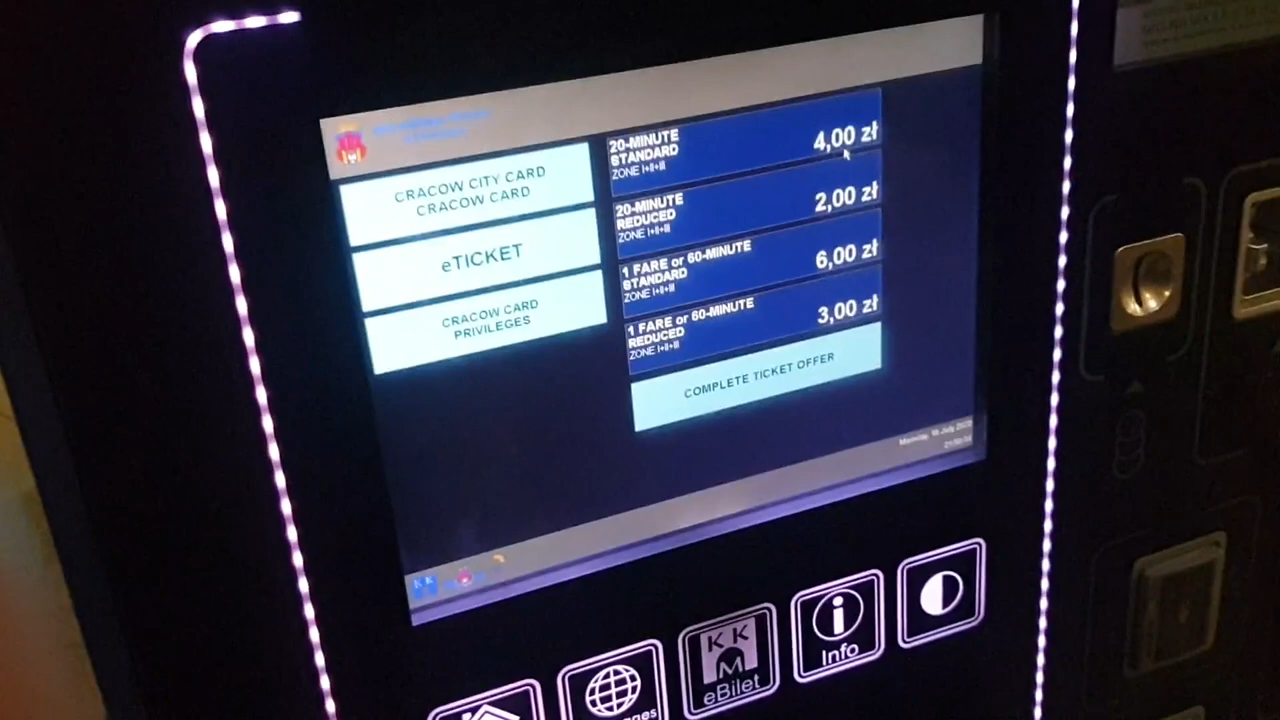 CRACOW CITY CARD
CRACOW CARD
eTICKET
CRACOW CARD
PRIVILEGES
20-MINUTE
STANDARD
ZONE I+II+III
4,00 zł
20-MINUTE
REDUCED
ZONE I+II+III
2,00 zł
1 FARE or 60-MINUTE
STANDARD
ZONE I+II+III
6,00 zł
1 FARE or 60-MINUTE
REDUCED
ZONE I+II+III
3,00 zł
COMPLETE TICKET OFFER
Monday, July
K K
K K
M
eBilet
i
Info